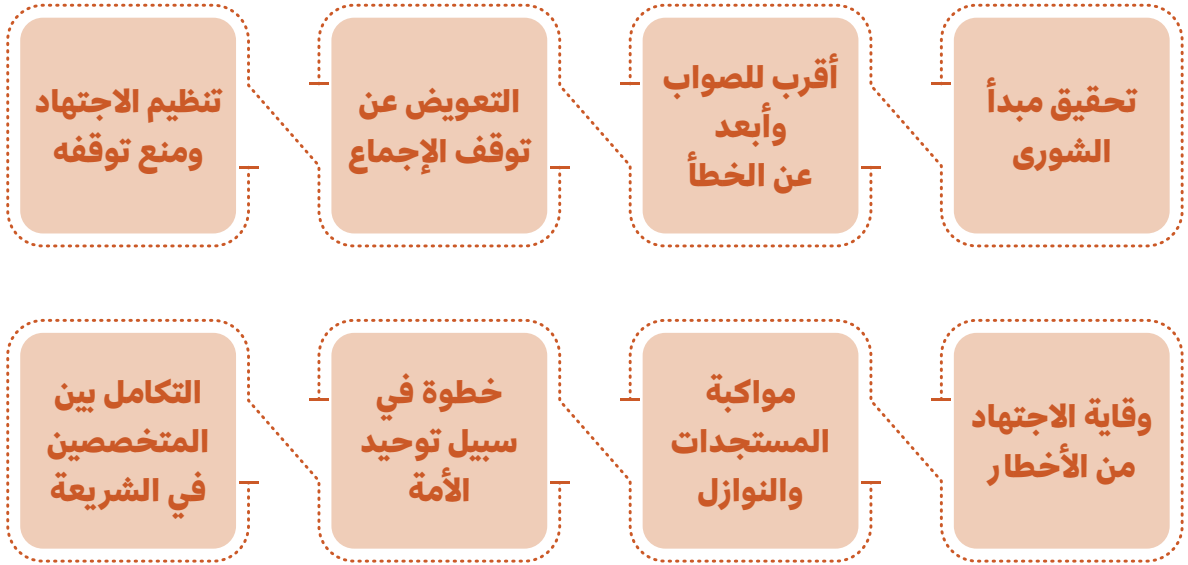 تحقيق مبدأ
الشورى
أقرب للصواب
وأبعد
عن الخطأ
التعويض عن
توقف الإجماع
تنظيم الاجتهاد
ومنع توقفه
وقاية الاجتهاد
من الأخطار
مواكبة
المستجدات
والنوازل
خطوة في
سبيل توحيد
الأمة
التكامل بين
المتخصصين
في الشريعة